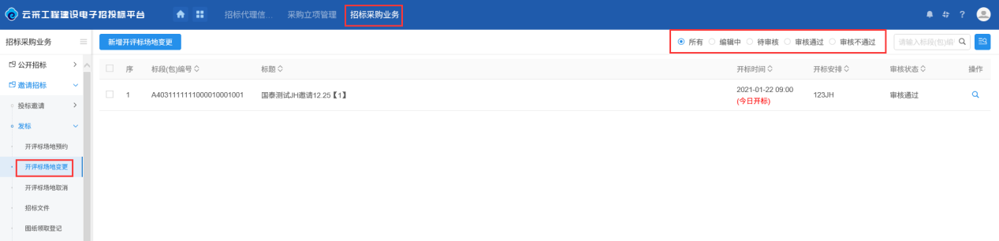 云采工程建设电子招投标平台 招标代理信... 采购立项管理 招标采购业务
招标采购业务 新增开评标场地变更 所有 编辑中 待审核 审核通过 审核不通过 请输入标段(包)编
公开招标
序 标段(包)编号 标题 开标时间 开标安排 审核状态 操作
邀请招标
1 A4031111111000010001001 国泰测试JH邀请12.25【1】 2021-01-22 09:00 123JH 审核通过
(今日开标)
投标邀请
发标
开评标场地预约
开评标场地变更
开评标场地取消
招标文件
图纸领取登记